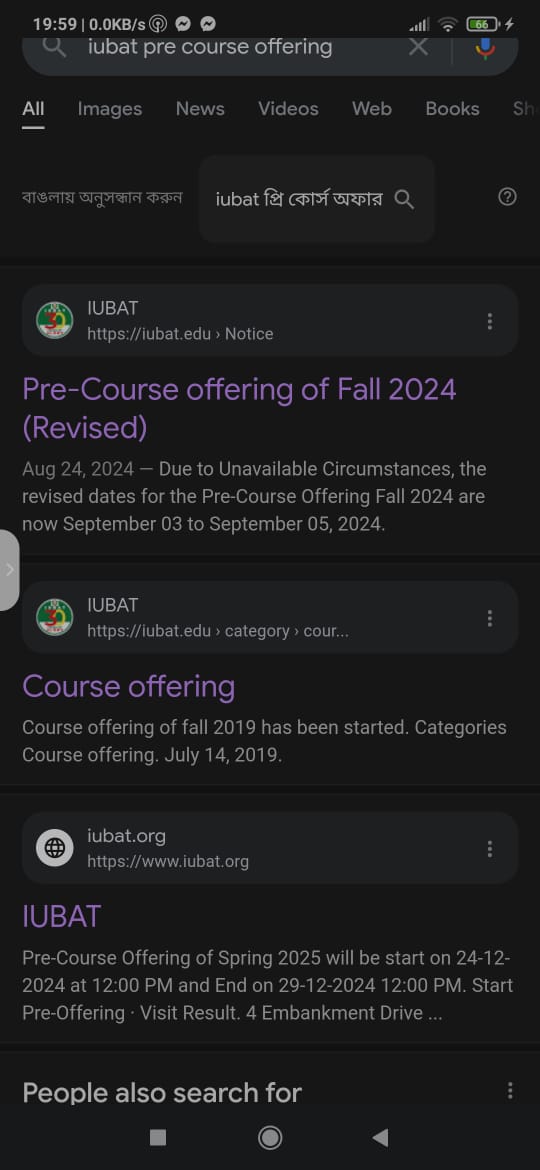 19:59 | 0.0KB/s 66
iubat pre course offering
All Images News Videos Web Books Sh
বাঙলায় অনুসন্ধান করুন iubat প্রি কোর্স অফার
IUBAT
https://iubat.edu › Notice
Pre-Course offering of Fall 2024
(Revised)
Aug 24, 2024 — Due to Unavailable Circumstances, the
revised dates for the Pre-Course Offering Fall 2024 are
now September 03 to September 05, 2024.
IUBAT
https://iubat.edu › category › cour...
Course offering
Course offering of fall 2019 has been started. Categories
Course offering. July 14, 2019.
iubat.org
https://www.iubat.org
IUBAT
Pre-Course Offering of Spring 2025 will be start on 24-12-
2024 at 12:00 PM and End on 29-12-2024 12:00 PM. Start
Pre-Offering · Visit Result. 4 Embankment Drive ...
People also search for